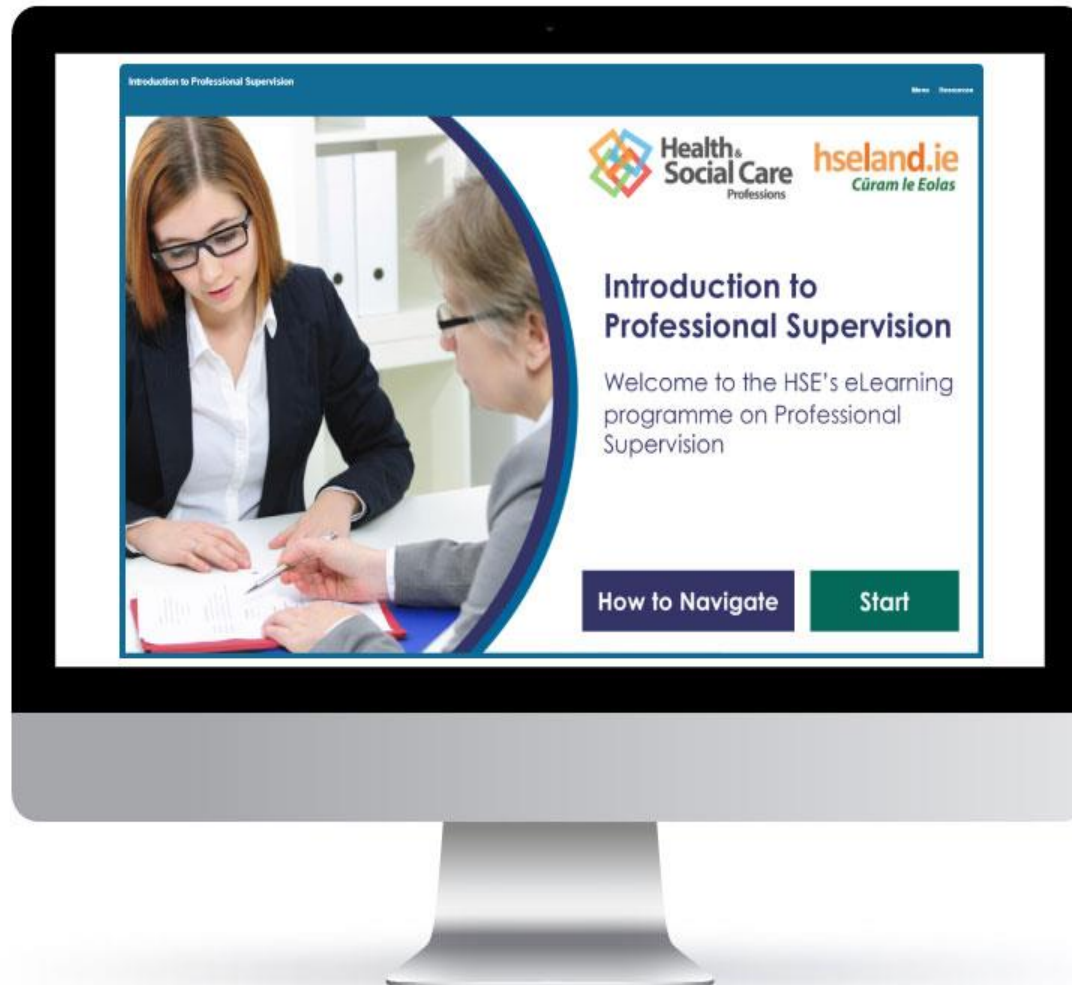 Introduction to Professional Supervision
Menu Resources
Health&
Social Care
Professions
hseland.ie
Cūram le Eolas
Introduction to
Professional Supervision
Welcome to the HSE's eLearning
programme on Professional
Supervision
How to Navigate
Start